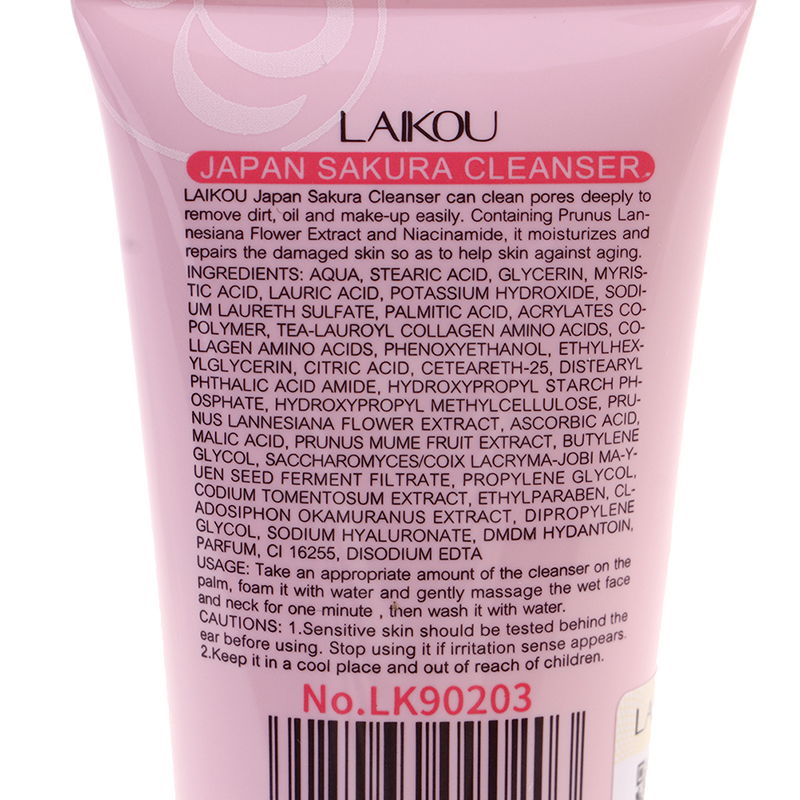 LAIKOU
JAPAN SAKURA CLEANSER.
LAIKOU Japan Sakura Cleanser can clean pores deeply to
remove dirt, oil and make-up easily. Containing Prunus Lan-
nesiana Flower Extract and Niacinamide, it moisturizes and
repairs the damaged skin so as to help skin against aging.
INGREDIENTS: AQUA, STEARIC ACID, GLYCERIN, MYRIS-
TIC ACID, LAURIC ACID, POTASSIUM HYDROXIDE, SODI-
UM LAURETH SULFATE, PALMITIC ACID, ACRYLATES CO-
POLYMER, TEA-LAUROYL COLLAGEN AMINO ACIDS, CO-
LLAGEN AMINO ACIDS, PHENOXYETHANOL, ETHYLHEX-
YLGLYCERIN, CITRIC ACID, CETEARETH-25, DISTEARYL
PHTHALIC ACID AMIDE, HYDROXYPROPYL STARCH PH-
OSPHATE, HYDROXYPROPYL METHYLCELLULOSE, PRU-
NUS LANNESIANA FLOWER EXTRACT, ASCORBIC ACID,
MALIC ACID, PRUNUS MUME FRUIT EXTRACT, BUTYLENE
GLYCOL, SACCHAROMYCES/COIX LACRYMA-JOBI MA-Y-
UEN SEED FERMENT FILTRATE, PROPYLENE GLYCOL,
CODIUM TOMENTOSUM EXTRACT, ETHYLPARABEN, CL-
ADOSIPHON OKAMURANUS EXTRACT, DIPROPYLENE
GLYCOL, SODIUM HYALURONATE, DMDM HYDANTOIN,
PARFUM, CI 16255, DISODIUM EDTA
USAGE: Take an appropriate amount of the cleanser on the
palm, foam it with water and gently massage the wet face
and neck for one minute , then wash it with water.
CAUTIONS: 1.Sensitive skin should be tested behind the
ear before using. Stop using it if irritation sense appears.
2.Keep it in a cool place and out of reach of children.
No.LK90203